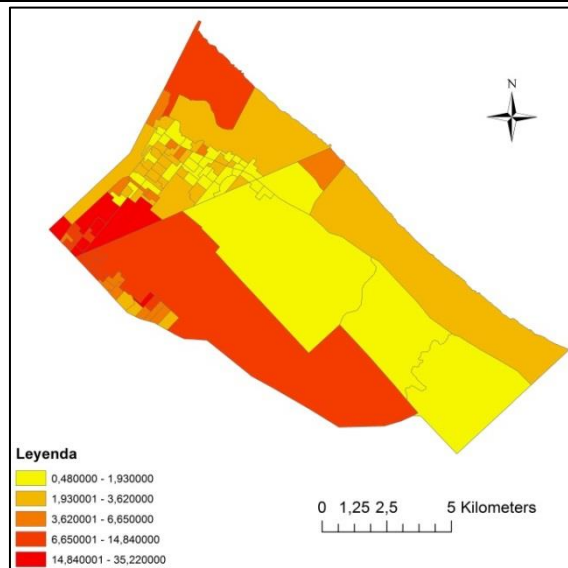 N
Leyenda
0,480000 - 1,930000
1,930001 - 3,620000
3,620001 - 6,650000
6,650001 - 14,840000
14,840001 - 35,220000
0 1,25 2,5 5 Kilometers